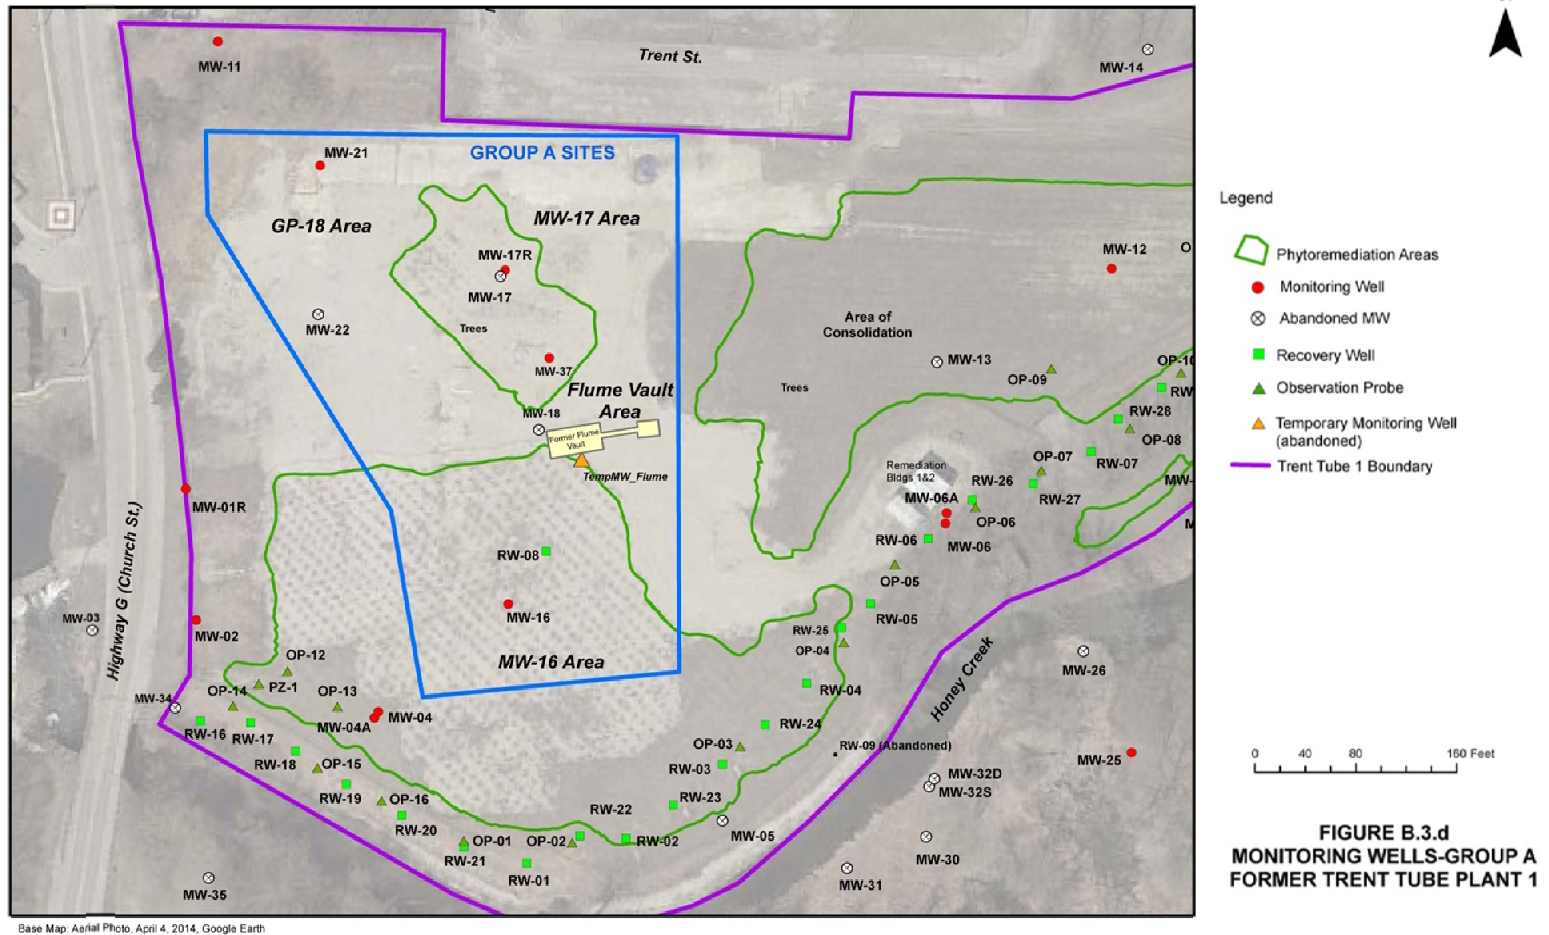 Trent St.
MW-14
MW-11
GROUP A SITES
MW-21
GP-18 Area
MW-17 Area
MW-17R
MW-17
MW-12
O
MW-22
Trees
Area of
Consolidation
MW-37
MW-13
OP-09
OP-10
RW
Flume Vault
Area
Trees
MW-18
Former Flume
Vault
RW-28
OP-08
TempMW_Flume
Remediation
Bldgs 1&2
OP-07
RW-07
RW-26
RW-27
MW-
MW-06A
OP-06
MW-01R
RW-06
MW-06
M
RW-08
OP-05
Highway G (Church St.)
MW-16
RW-05
MW-03
MW-02
RW-25
OP-04
MW-16 Area
Honey Creek
MW-26
OP-12
PZ-1
OP-14
OP-13
MW-34
RW-04
MW-04
MW-04A
RW-16
RW-17
RW-24
OP-03
RW-09 (Abandoned)
MW-25
RW-18
OP-15
RW-03
MW-32D
MW-32S
RW-19
OP-16
RW-23
RW-22
RW-20
MW-05
OP-01
OP-02
RW-02
RW-21
MW-30
RW-01
MW-31
MW-35
Base Map: Aerial Photo, April 4, 2014, Google Earth
Legend
Phytoremediation Areas
Monitoring Well
Abandoned MW
Recovery Well
Observation Probe
Temporary Monitoring Well
(abandoned)
Trent Tube 1 Boundary
0 40 80 160 Feet
FIGURE B.3.d
MONITORING WELLS-GROUP A
FORMER TRENT TUBE PLANT 1